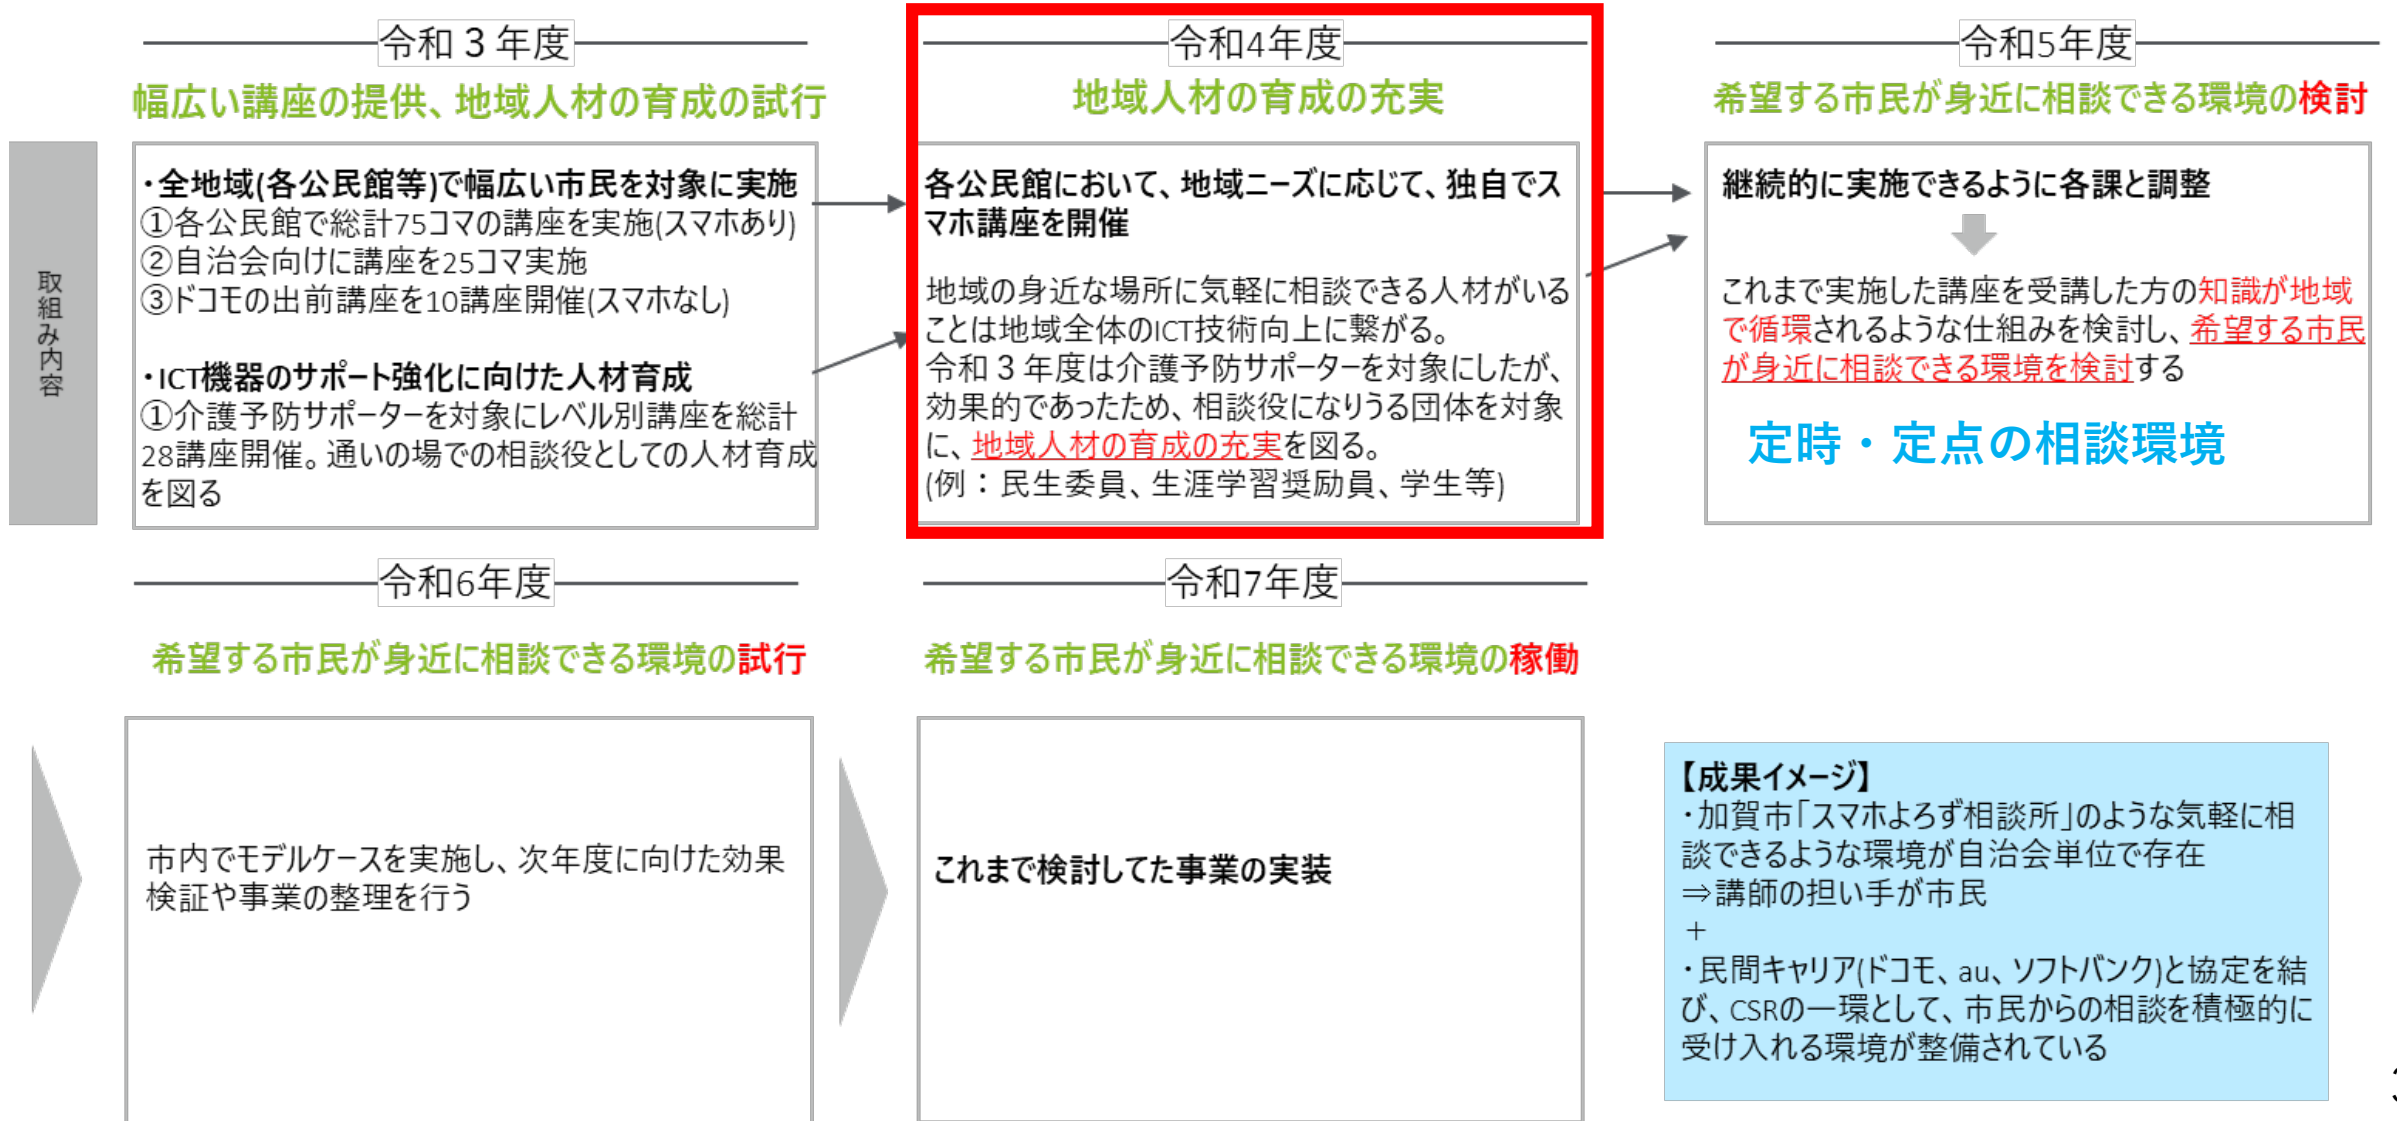 令和３年度
幅広い講座の提供、地域人材の育成の試行
取組み内容
・全地域(各公民館等)で幅広い市民を対象に実施
①各公民館で総計75コマの講座を実施(スマホあり)
②自治会向けに講座を25コマ実施
③ドコモの出前講座を10講座開催(スマホなし)
・ICT機器のサポート強化に向けた人材育成
①介護予防サポーターを対象にレベル別講座を総計
28講座開催。通いの場での相談役としての人材育成
を図る
令和4年度
地域人材の育成の充実
各公民館において、地域ニーズに応じて、独自でス
マホ講座を開催
地域の身近な場所に気軽に相談できる人材がいる
ことは地域全体のICT技術向上に繋がる。
令和３年度は介護予防サポーターを対象にしたが、
効果的であったため、相談役になりうる団体を対象
に、地域人材の育成の充実を図る。
(例：民生委員、生涯学習奨励員、学生等)
令和5年度
希望する市民が身近に相談できる環境の検討
継続的に実施できるように各課と調整
これまで実施した講座を受講した方の知識が地域
で循環されるような仕組みを検討し、希望する市民
が身近に相談できる環境を検討する
定時・定点の相談環境
令和6年度
希望する市民が身近に相談できる環境の試行
市内でモデルケースを実施し、次年度に向けた効果
検証や事業の整理を行う
令和7年度
希望する市民が身近に相談できる環境の稼働
これまで検討してた事業の実装
【成果イメージ】
・加賀市「スマホよろず相談所」のような気軽に相
談できるような環境が自治会単位で存在
⇒講師の担い手が市民
＋
・民間キャリア(ドコモ、au、ソフトバンク)と協定を結
び、CSRの一環として、市民からの相談を積極的に
受け入れる環境が整備されている